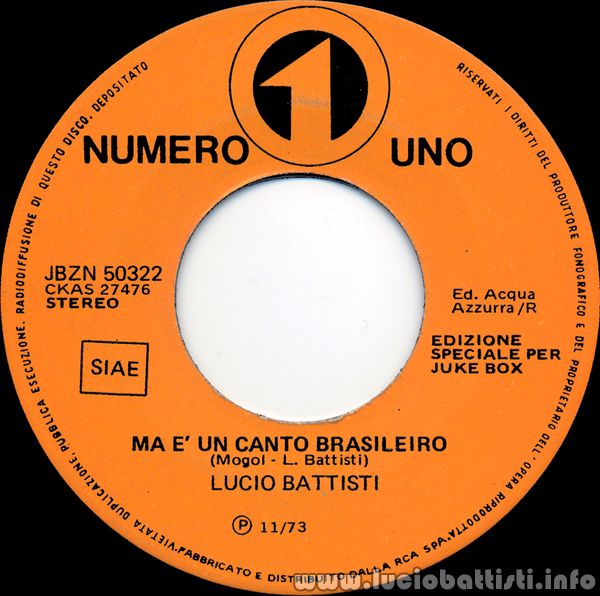 NUMERO 1 UNO
JBZN 50322
CKAS 27476
STEREO
SIAE
Ed. Acqua
Azzurra/R
EDIZIONE
SPECIALE PER
JUKE BOX
MA E' UN CANTO BRASILEIRO
(Mogol - L. Battisti)
LUCIO BATTISTI
Ⓟ 11/73
RISERVATI I DIRITTI DEL PRODUTTORE FONOGRAFICO E DEL PROPRIETARIO DELL'OPERA RIPRODOTTA. VIETATA DUPLICAZIONE, PUBBLICA ESECUZIONE, RADIODIFFUSIONE DI QUESTO DISCO. DEPOSITATO
FABBRICATO E DISTRIBUITO DALLA RCA SPA.
www.luciobattisti.info